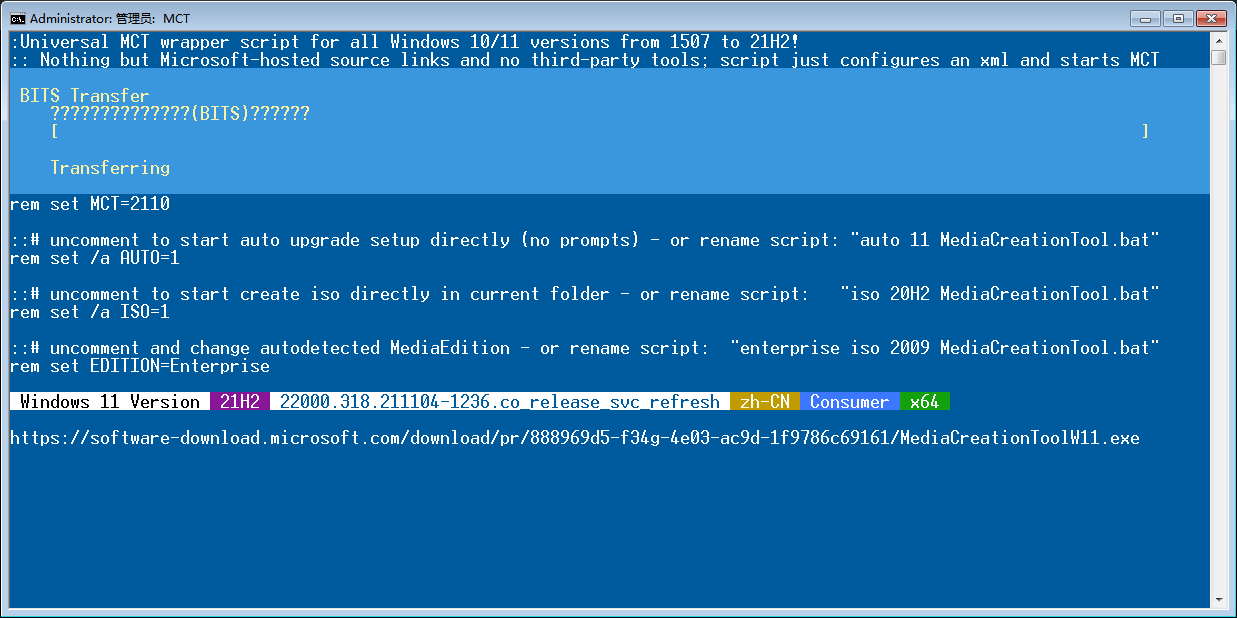 Administrator: 管理员: MCT
:Universal MCT wrapper script for all Windows 10/11 versions from 1507 to 21H2!
:: Nothing but Microsoft-hosted source links and no third-party tools; script just configures an xml and starts MCT
BITS Transfer
??????????????(BITS)??????
[ ]
Transferring
rem set MCT=2110
::# uncomment to start auto upgrade setup directly (no prompts) - or rename script: "auto 11 MediaCreationTool.bat"
rem set /a AUTO=1
::# uncomment to start create iso directly in current folder - or rename script: "iso 20H2 MediaCreationTool.bat"
rem set /a ISO=1
::# uncomment and change autodetected MediaEdition - or rename script: "enterprise iso 2009 MediaCreationTool.bat"
rem set EDITION=Enterprise
Windows 11 Version 21H2 22000.318.211104-1236.co_release_svc_refresh zh-CN Consumer x64
https://software-download.microsoft.com/download/pr/888969d5-f34g-4e03-ac9d-1f9786c69161/MediaCreationToolW11.exe